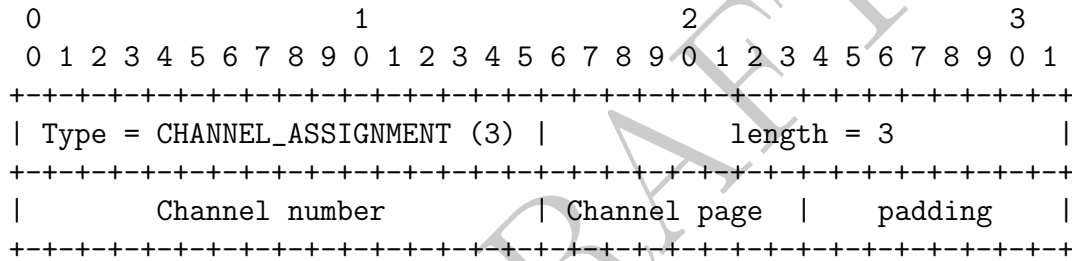 0                   1                   2                   3
0 1 2 3 4 5 6 7 8 9 0 1 2 3 4 5 6 7 8 9 0 1 2 3 4 5 6 7 8 9 0 1
+-+-+-+-+-+-+-+-+-+-+-+-+-+-+-+-+-+-+-+-+-+-+-+-+-+-+-+-+-+-+-+-+
| Type = CHANNEL_ASSIGNMENT (3) |           length = 3          |
+-+-+-+-+-+-+-+-+-+-+-+-+-+-+-+-+-+-+-+-+-+-+-+-+-+-+-+-+-+-+-+-+
|        Channel number         | Channel page  |    padding    |
+-+-+-+-+-+-+-+-+-+-+-+-+-+-+-+-+-+-+-+-+-+-+-+-+-+-+-+-+-+-+-+-+